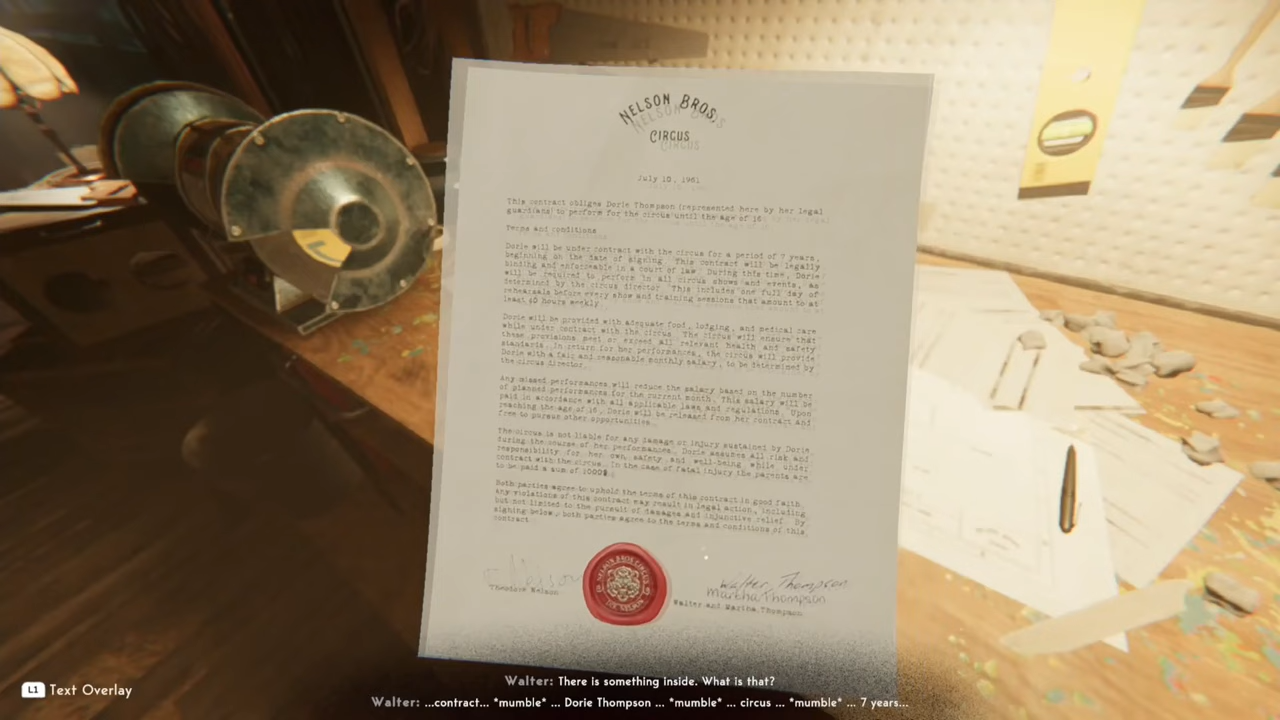 NELSON BROS.
CIRCUS
July 10, 1961
This contract obliges Dorie Thompson (represented here by her legal
guardians) to perform for the circus until the age of 16.
Terms and conditions
Dorie will be under contract with the circus for a period of 7 years,
beginning on the date of signing. This contract will be legally
binding and enforceable in a court of law. During this time, Dorie
will be required to perform in all circus shows and events, as
determined by the circus director. This includes one full day of
rehearsals before every show and training sessions that amount to at
least 40 hours weekly.
Dorie will be provided with adequate food, lodging, and medical care
while under contract with the circus. The circus will ensure that
these provisions meet or exceed all relevant health and safety
standards. In return for her performances, the circus will provide
Dorie with a fair and reasonable monthly salary, to be determined by
the circus director.
Any missed performances will reduce the salary based on the number
of planned performances for the current month. This salary will be
paid in accordance with all applicable laws and regulations. Upon
reaching the age of 16, Dorie will be released from her contract and
free to pursue other opportunities.
The circus is not liable for any damage or injury sustained by Dorie
during the course of her performances. Dorie assumes all risk and
responsibility for her own safety and well-being while under
contract with the circus. In the case of fatal injury the parents are
to be paid a sum of 1000$.
Both parties agree to uphold the terms of this contract in good faith.
any violations of this contract may result in legal action, including
but not limited to the pursuit of damages and injunctive relief. By
signing below, both parties agree to the terms and conditions of this
contract.
Walter Thompson
Martha Thompson
Theodore Nelson
Walter and Martha Thompson
L1 Text Overlay
Walter: There is something inside. What is that?
Walter: ...contract... *mumble* ... Dorie Thompson ... *mumble* ... circus ... *mumble* ... 7 years...